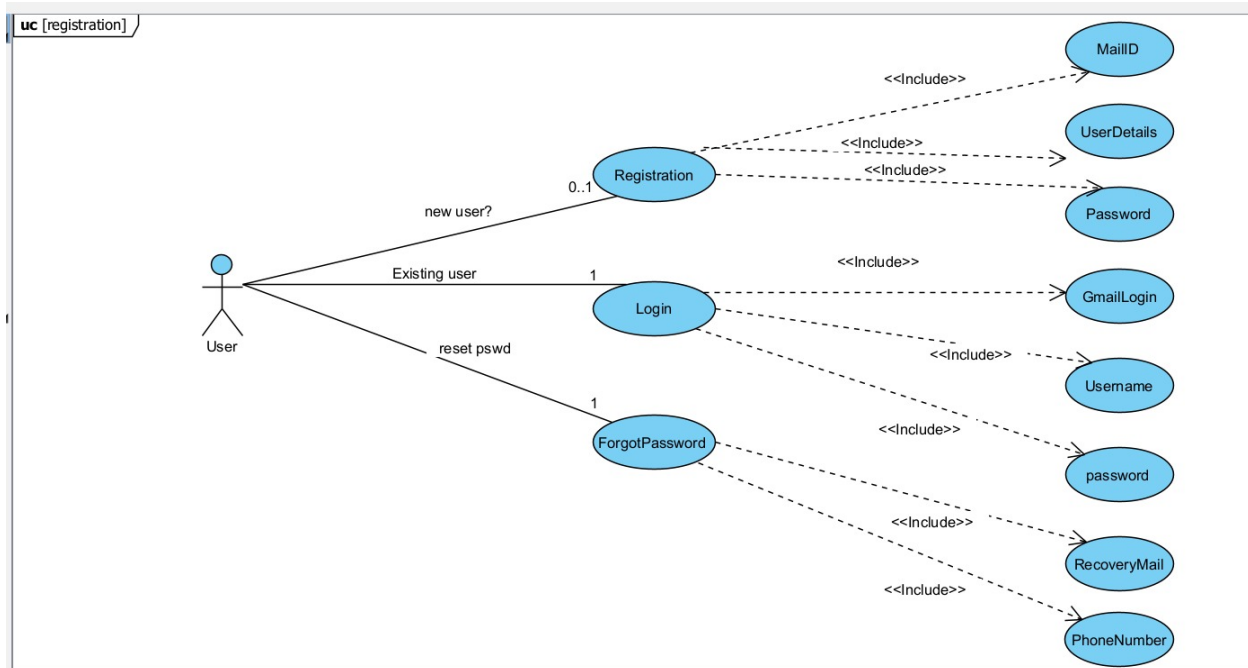 uc [registration]
MailID
<<Include>>
UserDetails
<<Include>>
<<Include>>
Registration
0..1
new user?
Password
<<Include>>
Existing user
1
GmailLogin
Login
User
reset pswd
<<Include>>
Username
1
<<Include>>
ForgotPassword
password
<<Include>>
RecoveryMail
<<Include>>
PhoneNumber